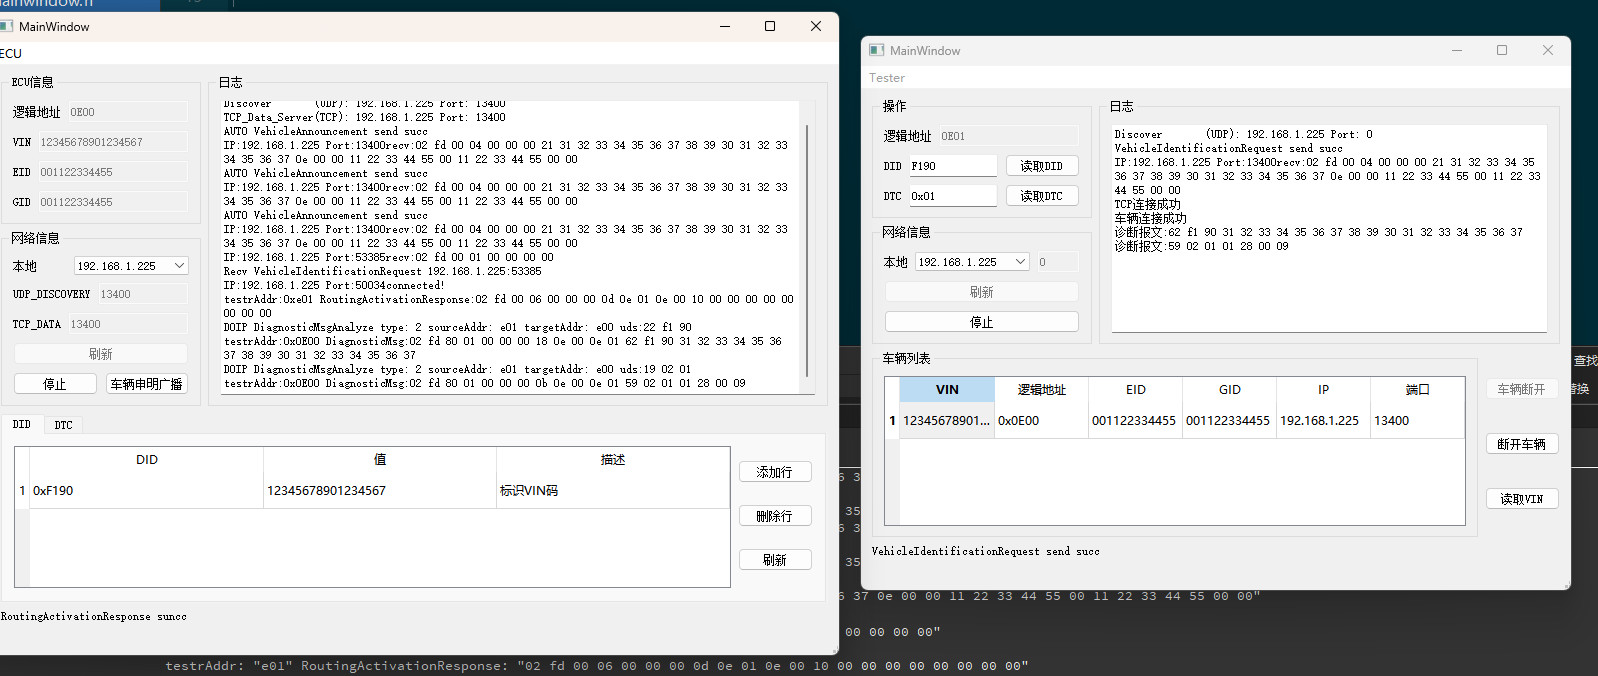 mainwindow.h
MainWindow
ECU
ECU信息
逻辑地址 0E00
VIN 12345678901234567
EID 001122334455
GID 001122334455
网络信息
本地 192.168.1.225
UDP_DISCOVERY 13400
TCP_DATA 13400
刷新
停止 车辆申明广播
日志
Discover (UDP): 192.168.1.225 Port: 13400
TCP_Data_Server(TCP): 192.168.1.225 Port: 13400
AUTO VehicleAnnouncement send succ
IP:192.168.1.225 Port:13400recv:02 fd 00 04 00 00 00 21 31 32 33 34 35 36 37 38 39 30 31 32 33
34 35 36 37 0e 00 00 11 22 33 44 55 00 11 22 33 44 55 00 00
AUTO VehicleAnnouncement send succ
IP:192.168.1.225 Port:13400recv:02 fd 00 04 00 00 00 21 31 32 33 34 35 36 37 38 39 30 31 32 33
34 35 36 37 0e 00 00 11 22 33 44 55 00 11 22 33 44 55 00 00
AUTO VehicleAnnouncement send succ
IP:192.168.1.225 Port:13400recv:02 fd 00 04 00 00 00 21 31 32 33 34 35 36 37 38 39 30 31 32 33
34 35 36 37 0e 00 00 11 22 33 44 55 00 11 22 33 44 55 00 00
IP:192.168.1.225 Port:53385recv:02 fd 00 01 00 00 00 00
Recv VehicleIdentificationRequest 192.168.1.225:53385
IP:192.168.1.225 Port:50034connected!
testrAddr:0xe01 RoutingActivationResponse:02 fd 00 06 00 00 00 0d 0e 01 0e 00 10 00 00 00 00 00
00 00 00
DOIP DiagnosticMsgAnalyze type: 2 sourceAddr: e01 targetAddr: e00 uds:22 f1 90
testrAddr:0x0E00 DiagnosticMsg:02 fd 80 01 00 00 00 18 0e 00 0e 01 62 f1 90 31 32 33 34 35 36
37 38 39 30 31 32 33 34 35 36 37
DOIP DiagnosticMsgAnalyze type: 2 sourceAddr: e01 targetAddr: e00 uds:19 02 01
testrAddr:0x0E00 DiagnosticMsg:02 fd 80 01 00 00 00 0b 0e 00 0e 01 59 02 01 01 28 00 09
DID DTC
DID 值 描述
1 0xF190 12345678901234567 标识VIN码
添加行
删除行
刷新
RoutingActivationResponse suncc
MainWindow
Tester
操作
逻辑地址 0E01
DID F190 读取DID
DTC 0x01 读取DTC
网络信息
本地 192.168.1.225 0
刷新
停止
日志
Discover (UDP): 192.168.1.225 Port: 0
VehicleIdentificationRequest send succ
IP:192.168.1.225 Port:13400recv:02 fd 00 04 00 00 00 21 31 32 33 34 35
36 37 38 39 30 31 32 33 34 35 36 37 0e 00 00 11 22 33 44 55 00 11 22 33
44 55 00 00
TCP连接成功
车辆连接成功
诊断报文:62 f1 90 31 32 33 34 35 36 37 38 39 30 31 32 33 34 35 36 37
诊断报文:59 02 01 01 28 00 09
车辆列表
VIN 逻辑地址 EID GID IP 端口
1 12345678901... 0x0E00 001122334455 001122334455 192.168.1.225 13400
车辆断开
断开车辆
读取VIN
VehicleIdentificationRequest send succ
查找
替换
6 3
35
6 3
35
6 37 0e 00 00 11 22 33 44 55 00 11 22 33 44 55 00 00"
00 00 00 00"
testrAddr: "e01" RoutingActivationResponse: "02 fd 00 06 00 00 00 0d 0e 01 0e 00 10 00 00 00 00 00 00 00 00"